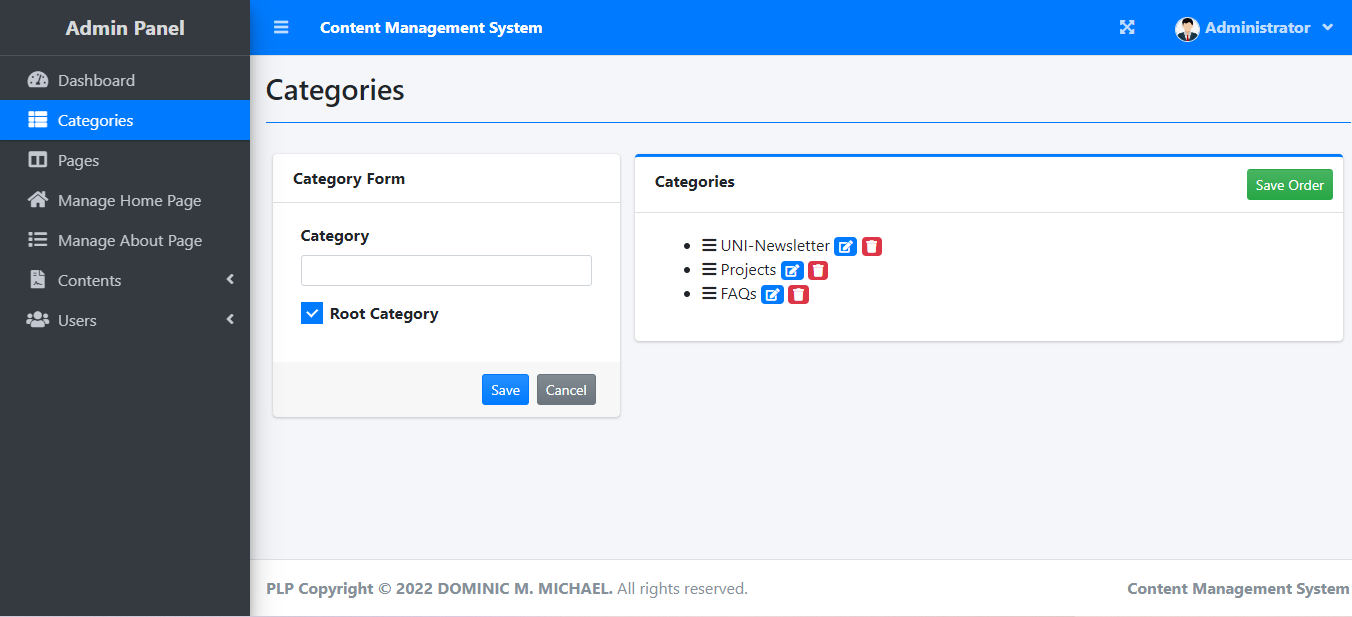 Admin Panel
Content Management System
Administrator
Dashboard
Categories
Pages
Manage Home Page
Manage About Page
Contents
Users
Categories
Category Form
Category
Root Category
Save
Cancel
Categories
Save Order
UNI-Newsletter
Projects
FAQs
PLP Copyright © 2022 DOMINIC M. MICHAEL. All rights reserved.
Content Management System